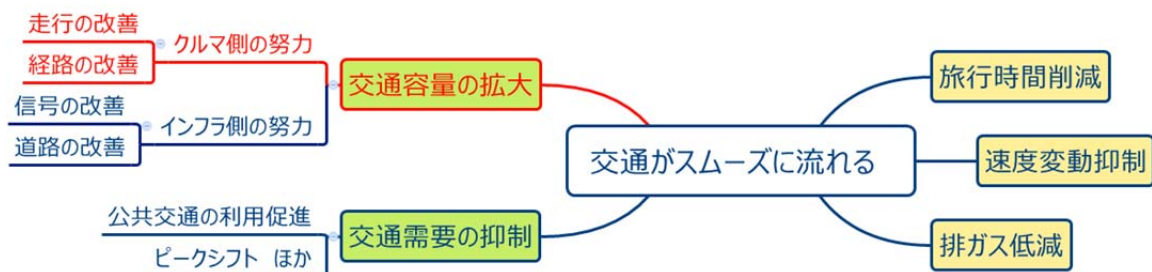 走行の改善
クルマ側の努力
経路の改善
交通容量の拡大
信号の改善
インフラ側の努力
道路の改善
公共交通の利用促進
交通需要の抑制
ピークシフト ほか
交通がスムーズに流れる
旅行時間削減
速度変動抑制
排ガス低減